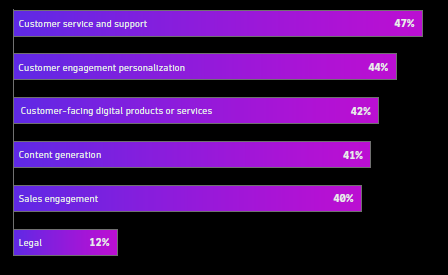 Customer service and support 47%
Customer engagement personalization 44%
Customer-facing digital products or services 42%
Content generation 41%
Sales engagement 40%
Legal 12%